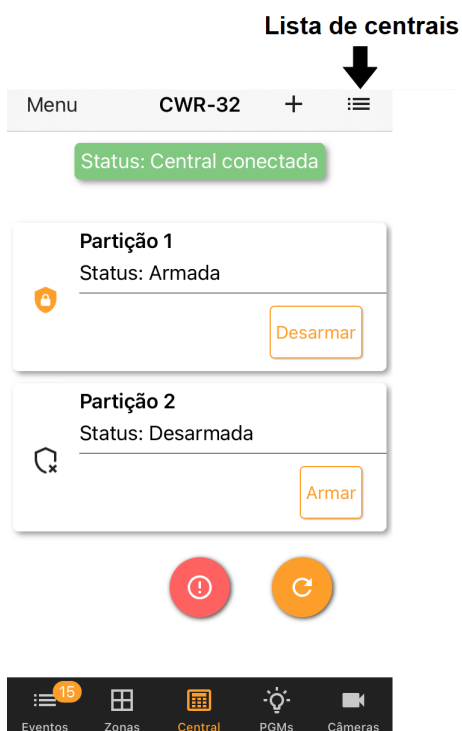 Lista de centrais
Menu CWR-32 +
Status: Central conectada
Partição 1
Status: Armada
Desarmar
Partição 2
Status: Desarmada
Armar
15
Eventos Zonas Central PGMs Câmeras